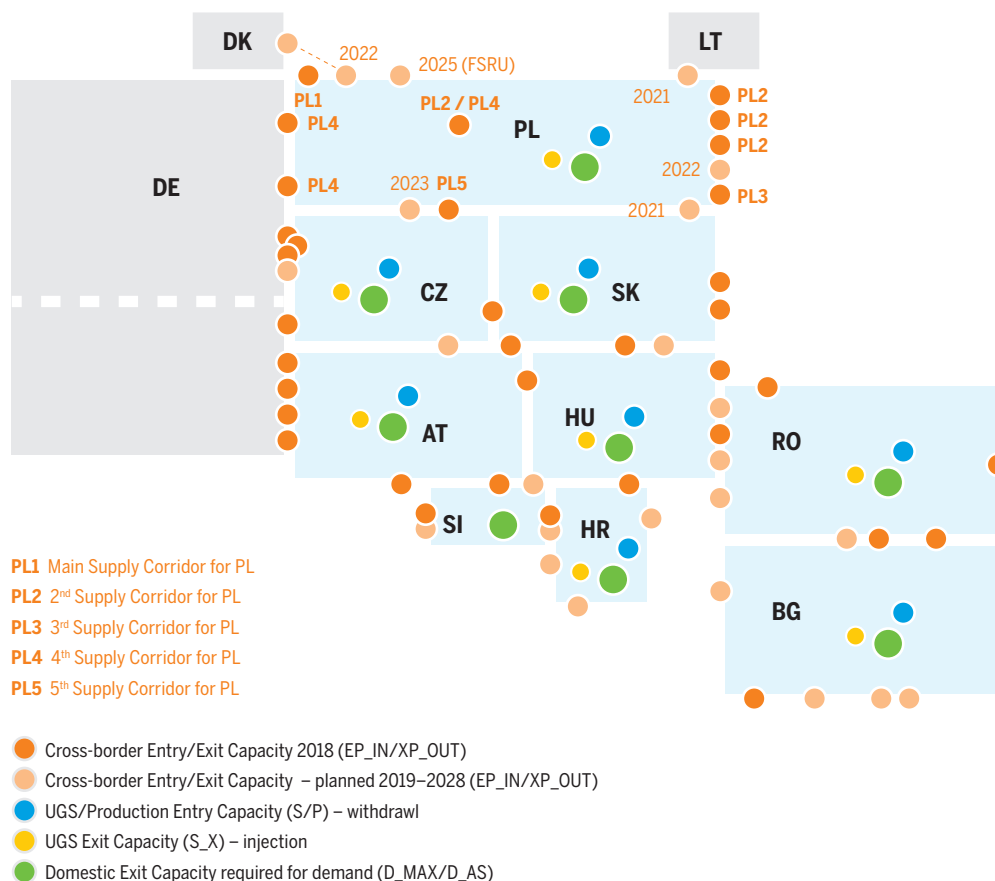 DK
LT
2022
2025 (FSRU)
2021
PL1
PL2 / PL4
PL2
PL4
PL
PL2
PL2
DE
2022
PL4
2023
PL5
2021
PL3
CZ
SK
AT
HU
RO
SI
HR
BG
PL1 Main Supply Corridor for PL
PL2 2nd Supply Corridor for PL
PL3 3rd Supply Corridor for PL
PL4 4th Supply Corridor for PL
PL5 5th Supply Corridor for PL
Cross-border Entry/Exit Capacity 2018 (EP_IN/XP_OUT)
Cross-border Entry/Exit Capacity – planned 2019–2028 (EP_IN/XP_OUT)
UGS/Production Entry Capacity (S/P) – withdrawl
UGS Exit Capacity (S_X) – injection
Domestic Exit Capacity required for demand (D_MAX/D_AS)